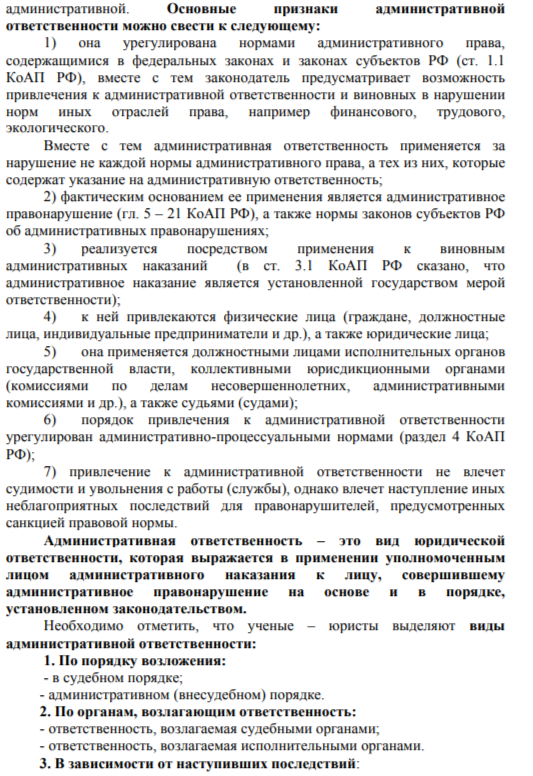 административной. Основные признаки административной
ответственности можно свести к следующему:
1) она урегулирована нормами административного права,
содержащимися в федеральных законах и законах субъектов РФ (ст. 1.1
КоАП РФ), вместе с тем законодатель предусматривает возможность
привлечения к административной ответственности и виновных в нарушении
норм иных отраслей права, например финансового, трудового,
экологического.
Вместе с тем административная ответственность применяется за
нарушение не каждой нормы административного права, а тех из них, которые
содержат указание на административную ответственность;
2) фактическим основанием ее применения является административное
правонарушение (гл. 5 – 21 КоАП РФ), а также нормы законов субъектов РФ
об административных правонарушениях;
3) реализуется посредством применения к виновным
административных наказаний (в ст. 3.1 КоАП РФ сказано, что
административное наказание является установленной государством мерой
ответственности);
4) к ней привлекаются физические лица (граждане, должностные
лица, индивидуальные предприниматели и др.), а также юридические лица;
5) она применяется должностными лицами исполнительных органов
государственной власти, коллективными юрисдикционными органами
(комиссиями по делам несовершеннолетних, административными
комиссиями и др.), а также судьями (судами);
6) порядок привлечения к административной ответственности
урегулирован административно-процессуальными нормами (раздел 4 КоАП
РФ);
7) привлечение к административной ответственности не влечет
судимости и увольнения с работы (службы), однако влечет наступление иных
неблагоприятных последствий для правонарушителей, предусмотренных
санкцией правовой нормы.
Административная ответственность – это вид юридической
ответственности, которая выражается в применении уполномоченным
лицом административного наказания к лицу, совершившему
административное правонарушение на основе и в порядке,
установленном законодательством.
Необходимо отметить, что ученые – юристы выделяют виды
административной ответственности:
1. По порядку возложения:
- в судебном порядке;
- административном (внесудебном) порядке.
2. По органам, возлагающим ответственность:
- ответственность, возлагаемая судебными органами;
- ответственность, возлагаемая исполнительными органами.
3. В зависимости от наступивших последствий: